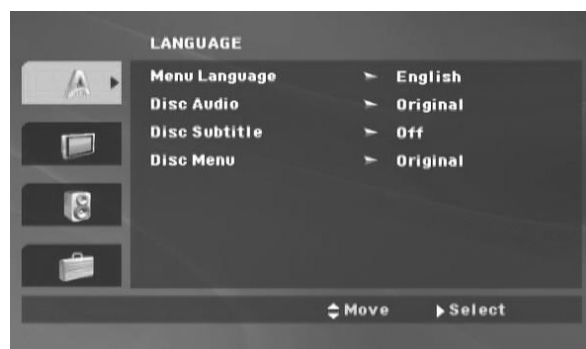 LANGUAGE
Menu Language ► English
Disc Audio ► Original
Disc Subtitle ► Off
Disc Menu ► Original
Move Select